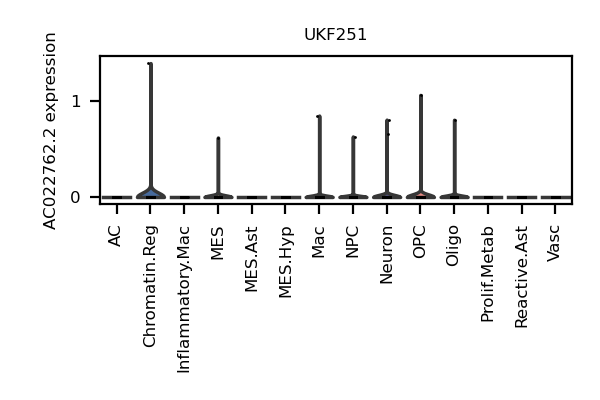 UKF251
AC022762.2 expression
1
0
AC
Chromatin.Reg
Inflammatory.Mac
MES
MES.Ast
MES.Hyp
Mac
NPC
Neuron
OPC
Oligo
Prolif.Metab
Reactive.Ast
Vasc